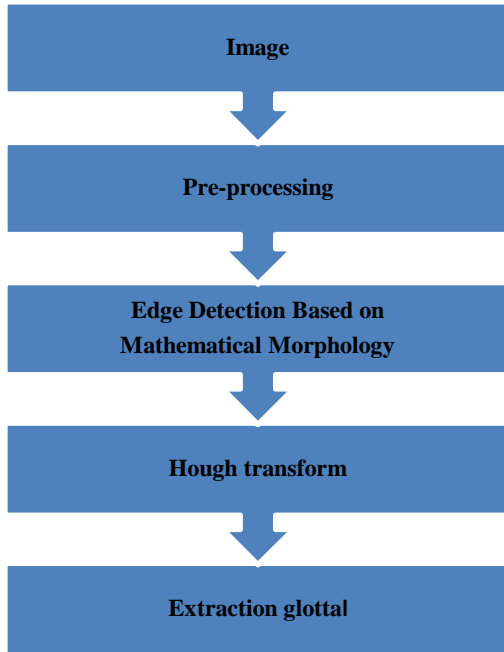 Image
Pre-processing
Edge Detection Based on
Mathematical Morphology
Hough transform
Extraction glottal